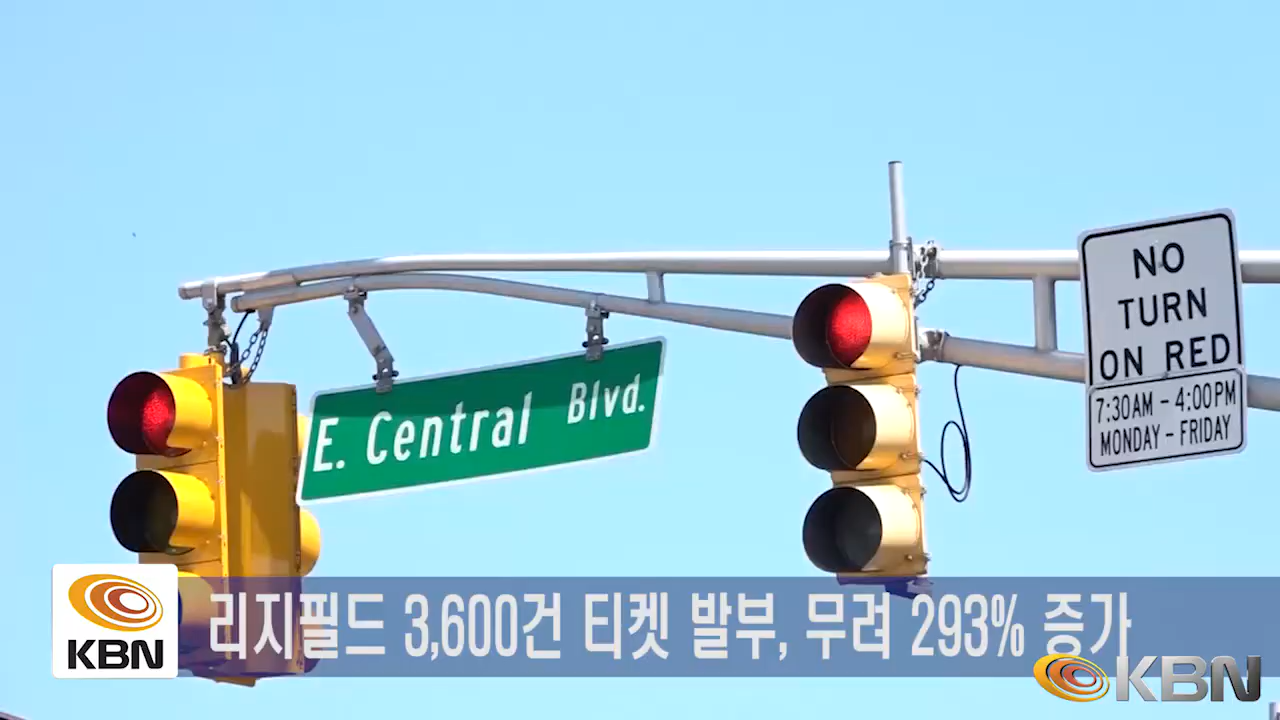 NO
TURN
ON RED
7:30AM - 4:00PM
MONDAY - FRIDAY
E. Central Blvd.
리지필드 3,600건 티켓 발부, 무려 293% 증가
KBN
KBN